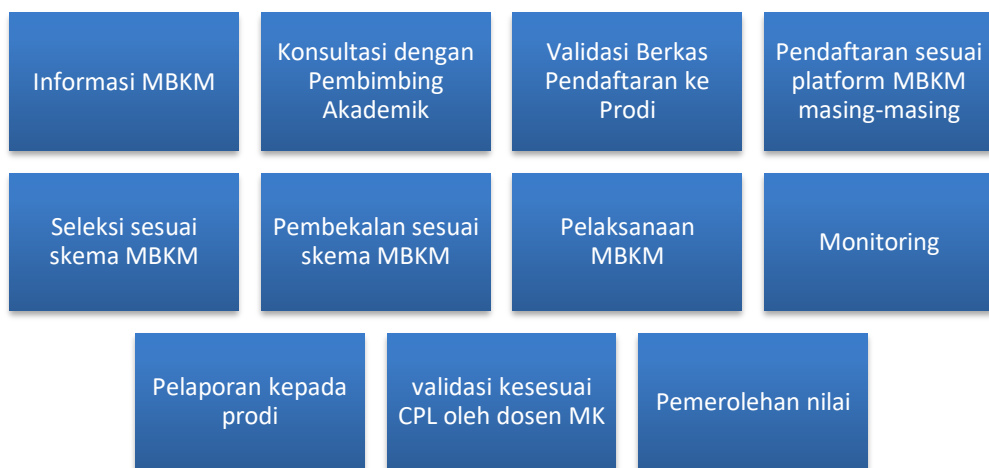 Informasi MBKM
Konsultasi dengan
Pembimbing
Akademik
Validasi Berkas
Pendaftaran ke
Prodi
Pendaftaran sesuai
platform MBKM
masing-masing
Seleksi sesuai
skema MBKM
Pembekalan sesuai
skema MBKM
Pelaksanaan
MBKM
Monitoring
Pelaporan kepada
prodi
validasi kesesuai
CPL oleh dosen MK
Pemerolehan nilai